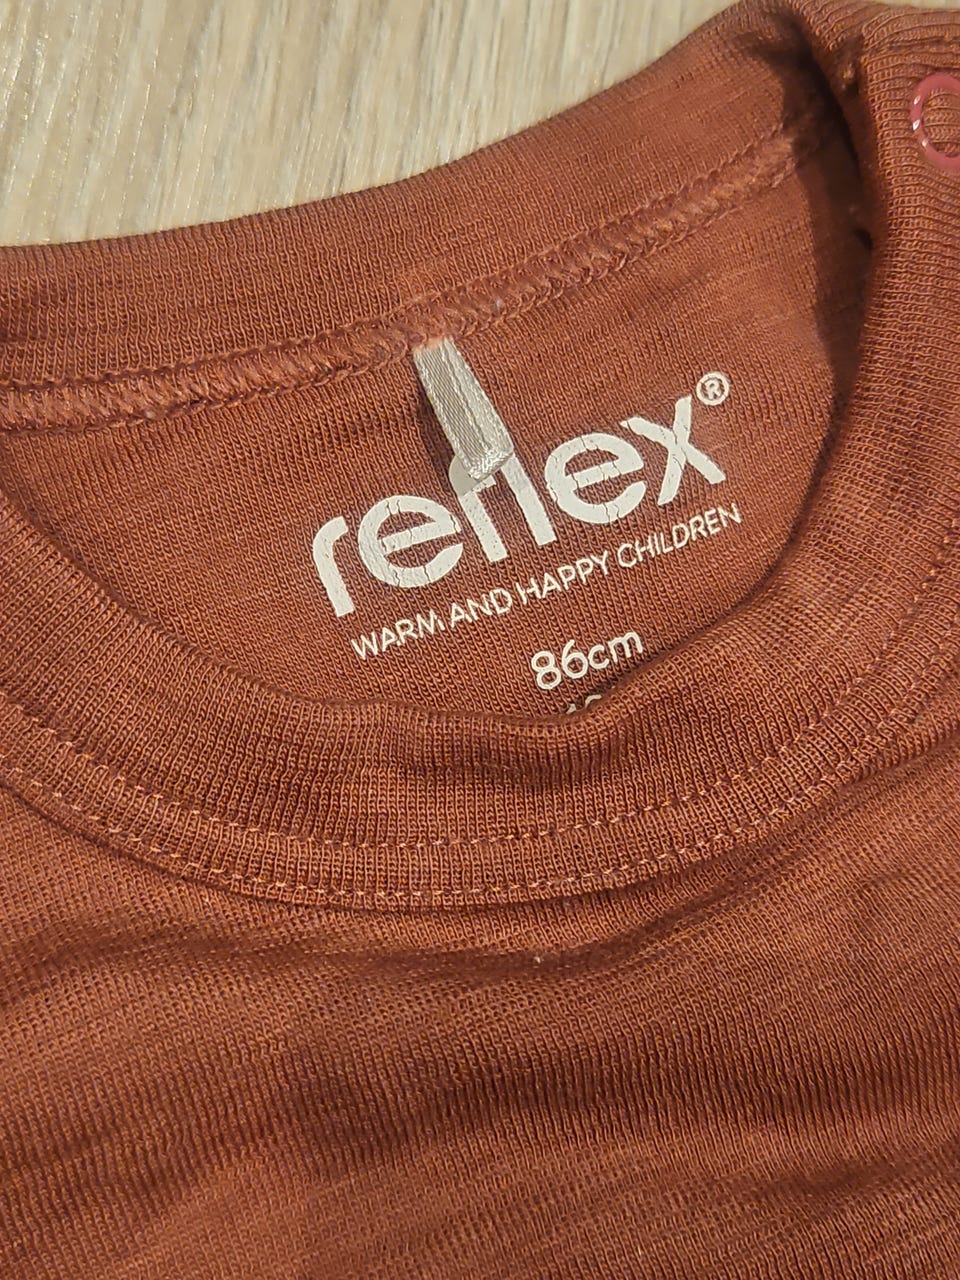 reflex®
WARM AND HAPPY CHILDREN
86cm